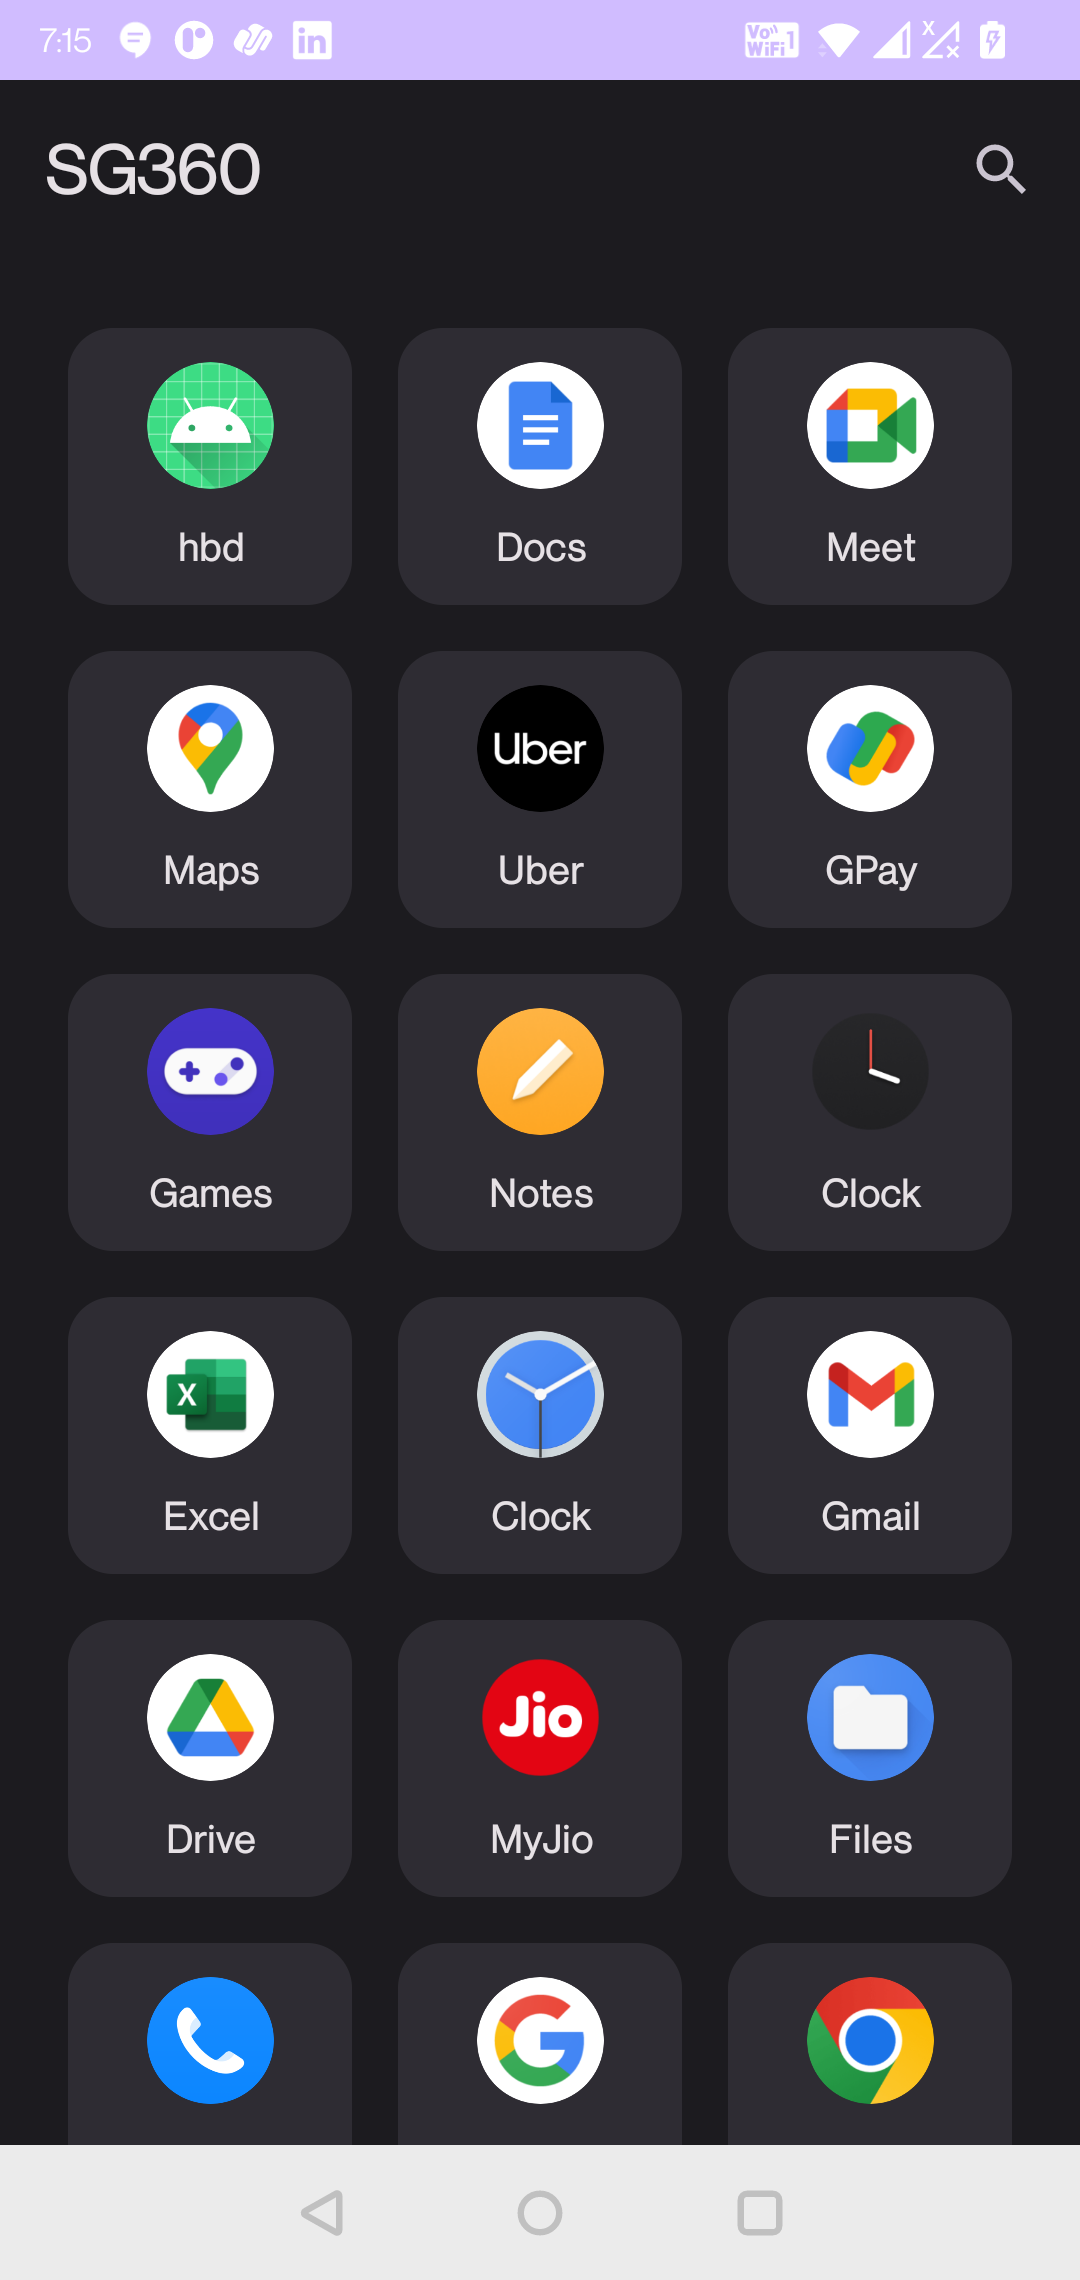 7:15
Vo WiFi 1
SG360
hbd
Docs
Meet
Uber
Maps
Uber
GPay
Games
Notes
Clock
X
Excel
Clock
Gmail
Jio
Drive
MyJio
Files